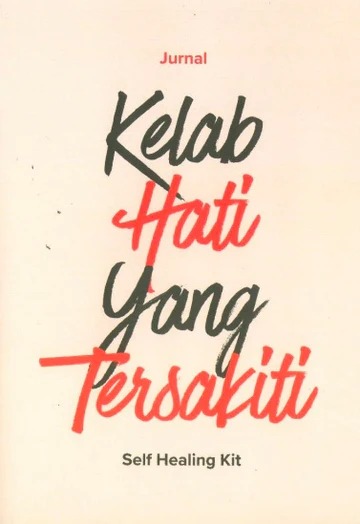 Jurnal
Kelab
Hati
Yang
Tersakiti
Self Healing Kit